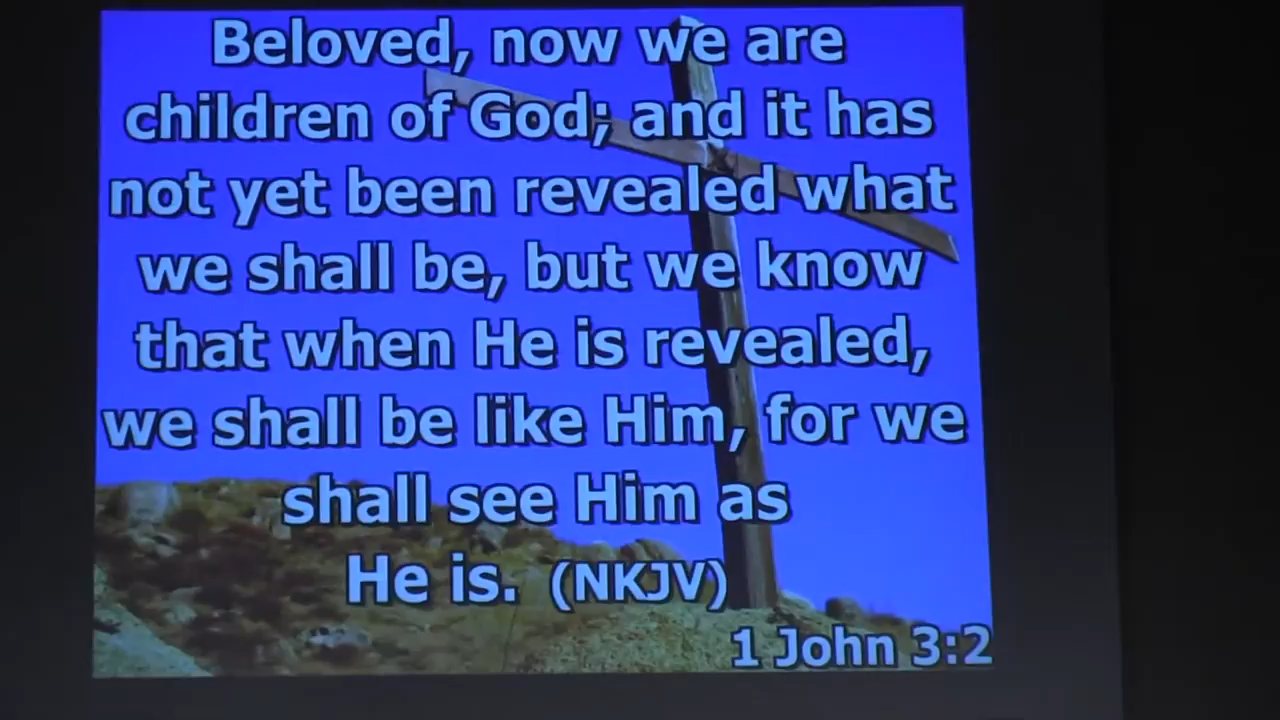 Beloved, now we are
children of God; and it has
not yet been revealed what
we shall be, but we know
that when He is revealed,
we shall be like Him, for we
shall see Him as
He is. (NKJV)
1 John 3:2